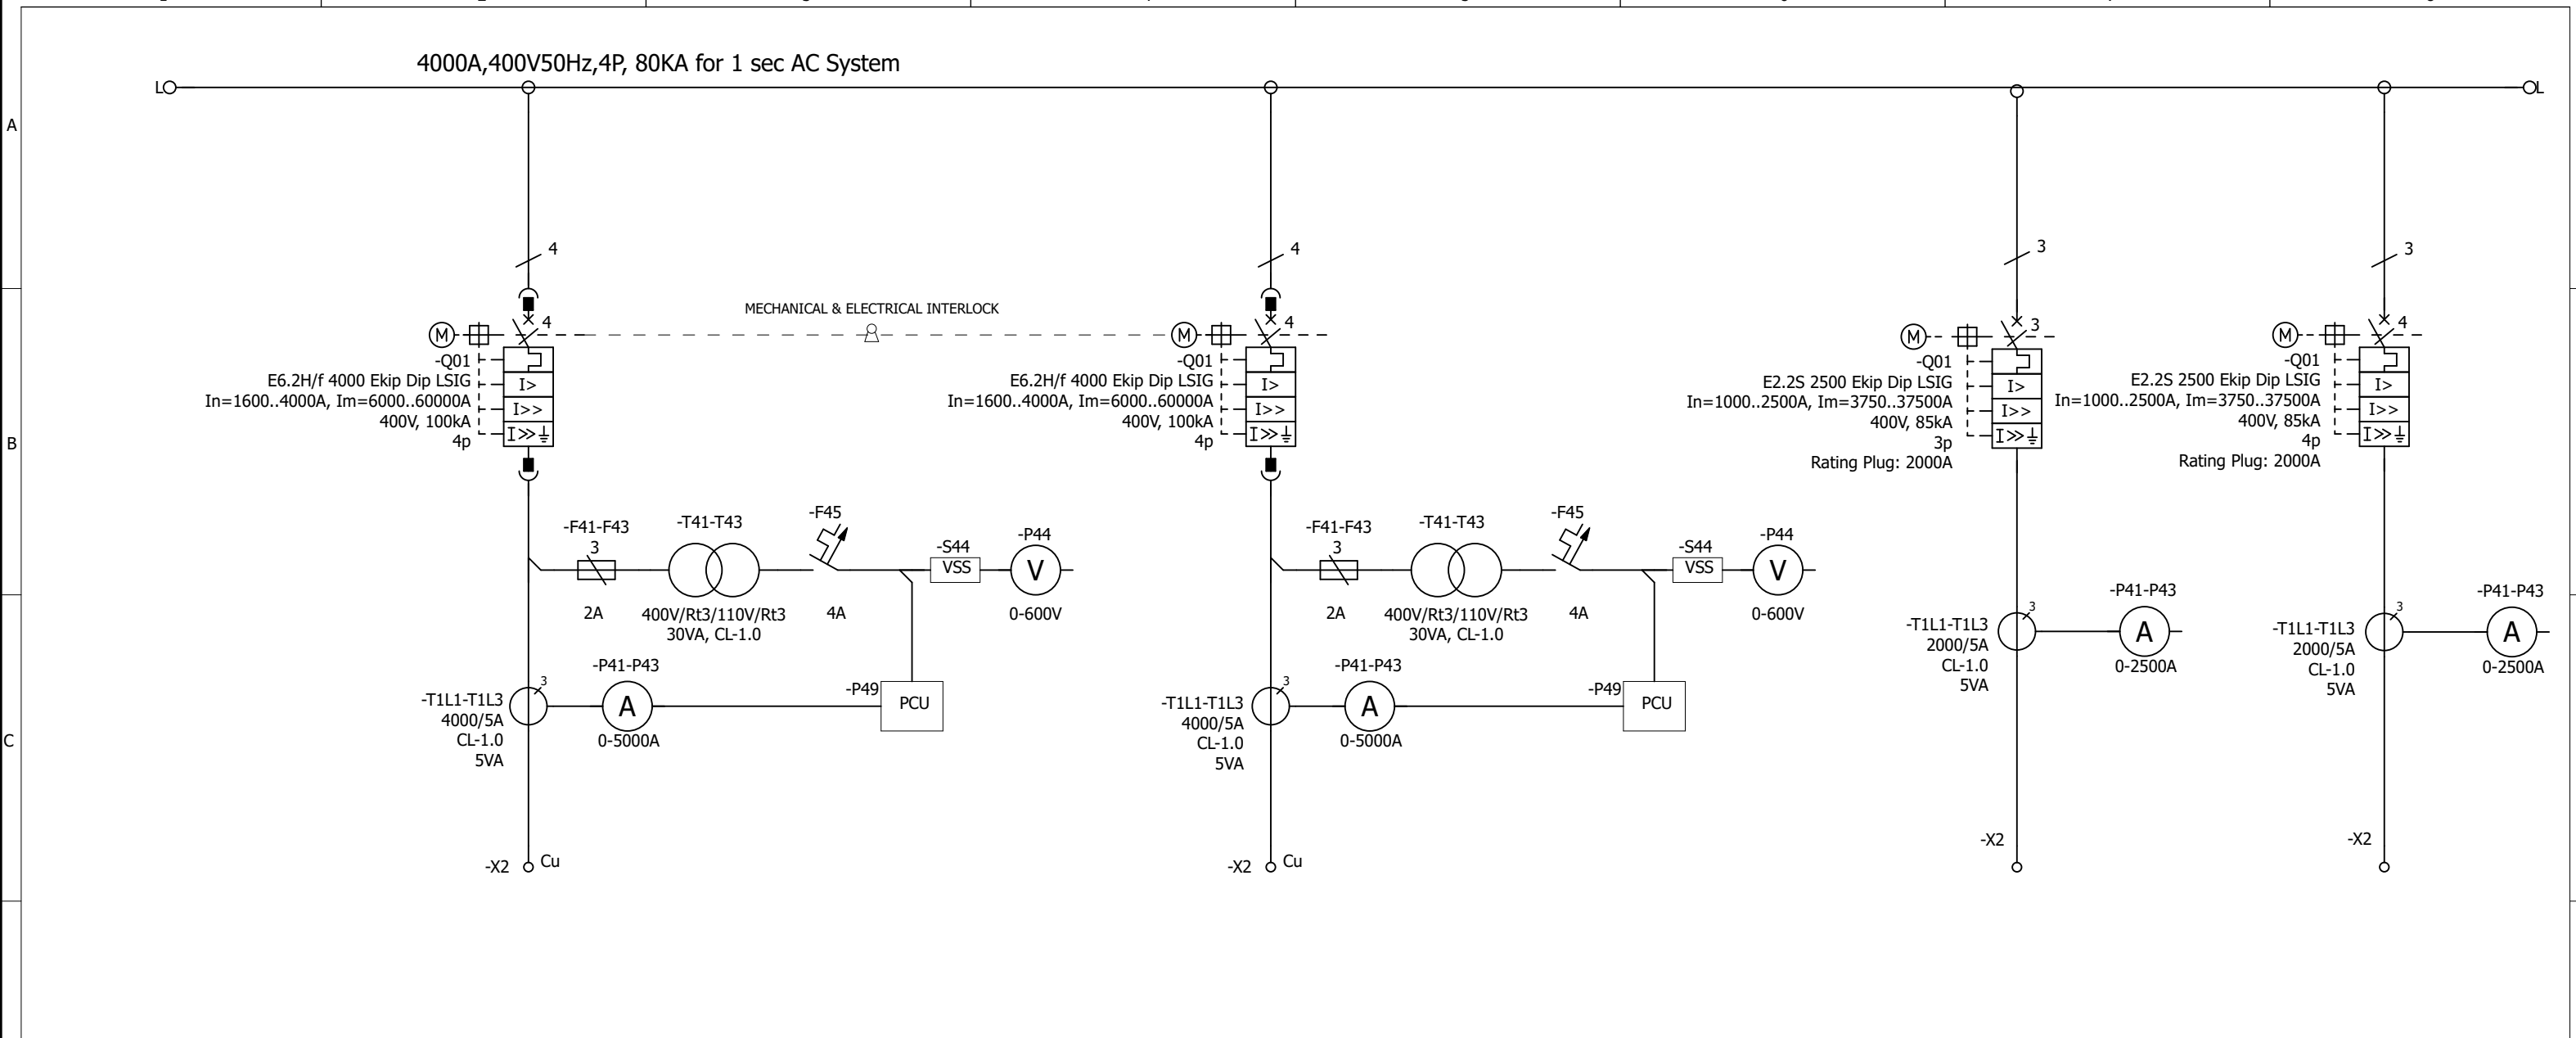 4000A,400V50Hz,4P, 80KA for 1 sec AC System
L
L
A
4
4
3
3
MECHANICAL & ELECTRICAL INTERLOCK
M
4
-Q01
E6.2H/f 4000 Ekip Dip LSIG
In=1600..4000A, Im=6000..60000A
400V, 100kA
4p
I>
I>>
I>>
M
4
-Q01
E6.2H/f 4000 Ekip Dip LSIG
In=1600..4000A, Im=6000..60000A
400V, 100kA
4p
I>
I>>
I>>
M
3
-Q01
E2.2S 2500 Ekip Dip LSIG
In=1000..2500A, Im=3750..37500A
400V, 85kA
3p
Rating Plug: 2000A
I>
I>>
I>>
M
4
-Q01
E2.2S 2500 Ekip Dip LSIG
In=1000..2500A, Im=3750..37500A
400V, 85kA
4p
Rating Plug: 2000A
I>
I>>
I>>
B
-F41-F43
3
2A
-T41-T43
400V/Rt3/110V/Rt3
30VA, CL-1.0
-F45
4A
-S44
VSS
-P44
V
0-600V
-F41-F43
3
2A
-T41-T43
400V/Rt3/110V/Rt3
30VA, CL-1.0
-F45
4A
-S44
VSS
-P44
V
0-600V
C
-T1L1-T1L3
4000/5A
CL-1.0
5VA
3
-P41-P43
A
0-5000A
-P49
PCU
-T1L1-T1L3
4000/5A
CL-1.0
5VA
3
-P41-P43
A
0-5000A
-P49
PCU
-T1L1-T1L3
2000/5A
CL-1.0
5VA
3
-P41-P43
A
0-2500A
-T1L1-T1L3
2000/5A
CL-1.0
5VA
3
-P41-P43
A
0-2500A
-X2
Cu
-X2
Cu
-X2
-X2